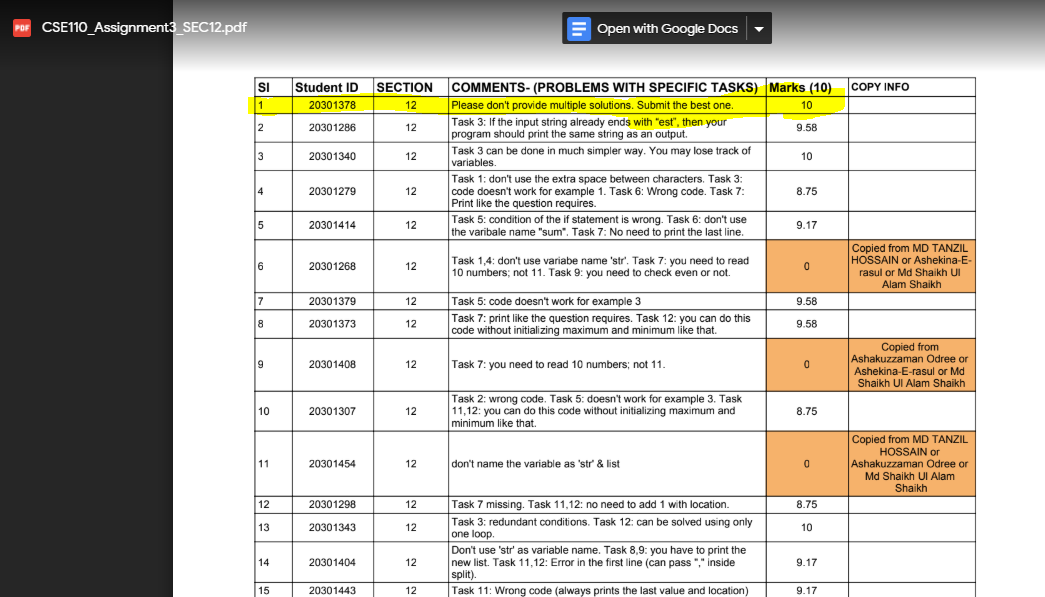 CSE110_Assignment3_SEC12.pdf
Open with Google Docs
Sl Student ID SECTION COMMENTS- (PROBLEMS WITH SPECIFIC TASKS) Marks (10) COPY INFO
1 20301378 12 Please don't provide multiple solutions. Submit the best one. 10
2 20301286 12 Task 3: If the input string already ends with "est", then your
program should print the same string as an output. 9.58
3 20301340 12 Task 3 can be done in much simpler way. You may lose track of
variables. 10
4 20301279 12 Task 1: don't use the extra space between characters. Task 3:
code doesn't work for example 1. Task 6: Wrong code. Task 7:
Print like the question requires. 8.75
5 20301414 12 Task 5: condition of the if statement is wrong. Task 6: don't use
the varibale name "sum". Task 7: No need to print the last line. 9.17
6 20301268 12 Task 1,4: don't use variabe name 'str'. Task 7: you need to read
10 numbers; not 11. Task 9: you need to check even or not. 0
Copied from MD TANZIL
HOSSAIN or Ashekina-E-
rasul or Md Shaikh Ul
Alam Shaikh
7 20301379 12 Task 5: code doesn't work for example 3 9.58
8 20301373 12 Task 7: print like the question requires. Task 12: you can do this
code without initializing maximum and minimum like that. 9.58
9 20301408 12 Task 7: you need to read 10 numbers; not 11. 0
Copied from
Ashakuzzaman Odree or
Ashekina-E-rasul or Md
Shaikh Ul Alam Shaikh
10 20301307 12 Task 2: wrong code. Task 5: doesn't work for example 3. Task
11,12: you can do this code without initializing maximum and
minimum like that. 8.75
11 20301454 12 don't name the variable as 'str' & list 0
Copied from MD TANZIL
HOSSAIN or
Ashakuzzaman Odree or
Md Shaikh Ul Alam
Shaikh
12 20301298 12 Task 7 missing. Task 11,12: no need to add 1 with location. 8.75
13 20301343 12 Task 3: redundant conditions. Task 12: can be solved using only
one loop. 10
14 20301404 12 Don't use 'str' as variable name. Task 8,9: you have to print the
new list. Task 11,12: Error in the first line (can pass "," inside
split). 9.17
15 20301443 12 Task 11: Wrong code (always prints the last value and location) 9.17